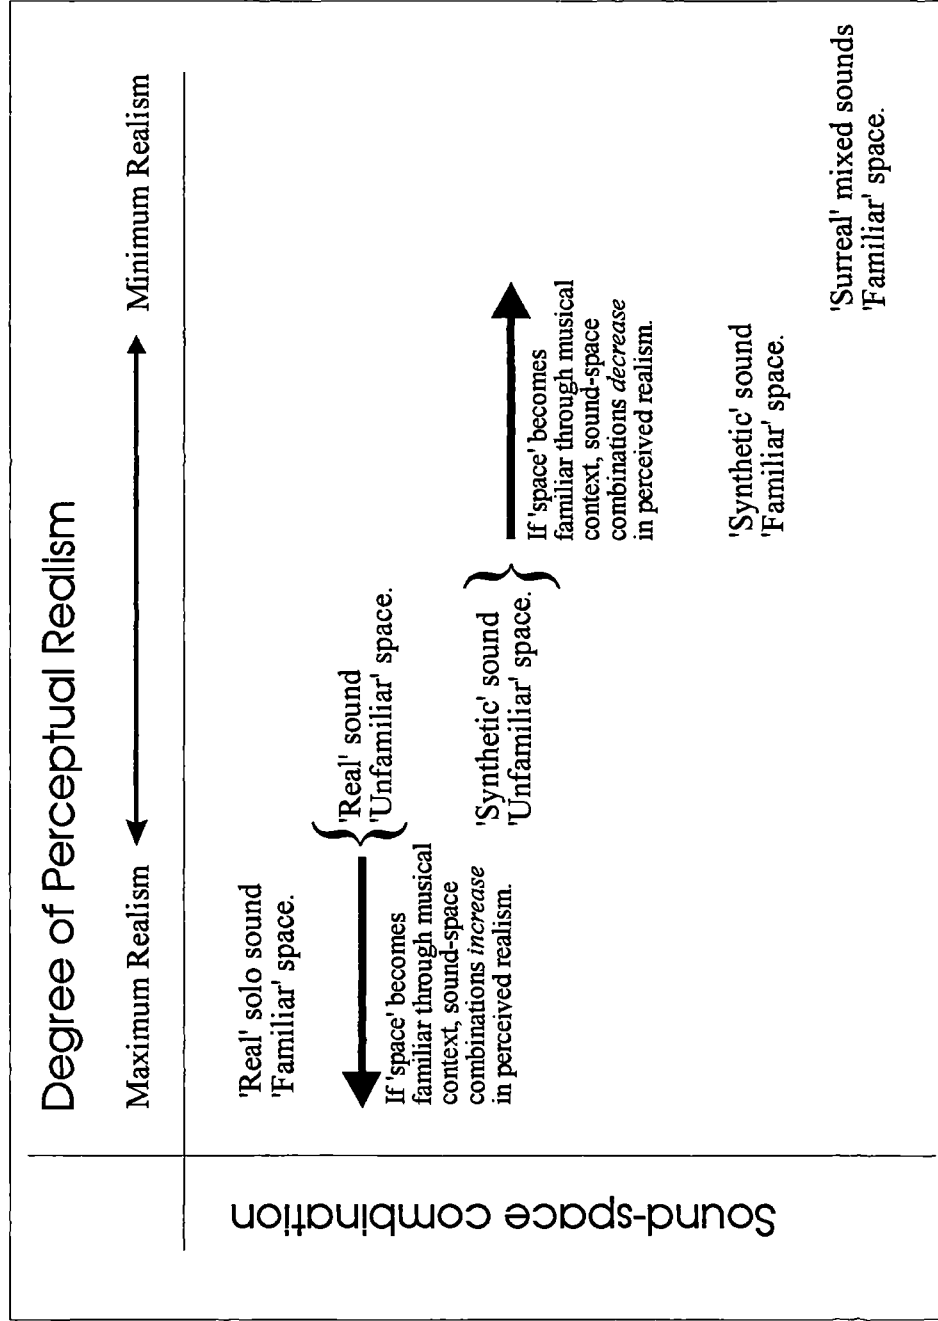 Degree of Perceptual Realism
Maximum Realism
Minimum Realism
Sound-space combination
'Real' solo sound
'Familiar' space.
'Real' sound
'Unfamiliar' space.
If 'space' becomes
familiar through musical
context, sound-space
combinations increase
in perceived realism.
'Synthetic' sound
'Unfamiliar' space.
If 'space' becomes
familiar through musical
context, sound-space
combinations decrease
in perceived realism.
'Synthetic' sound
'Familiar' space.
'Surreal' mixed sounds
'Familiar' space.